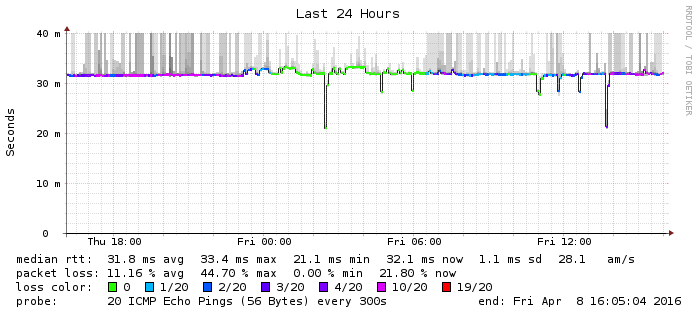 Last 24 Hours
RRDTOOL / TOBI OETIKER
Seconds
40 m
30 m
20 m
10 m
0
Thu 18:00 Fri 00:00 Fri 06:00 Fri 12:00
median rtt: 31.8 ms avg 33.4 ms max 21.1 ms min 32.1 ms now 1.1 ms sd 28.1 am/s
packet loss: 11.16 % avg 44.70 % max 0.00 % min 21.80 % now
loss color: 0 1/20 2/20 3/20 4/20 10/20 19/20
probe: 20 ICMP Echo Pings (56 Bytes) every 300s end: Fri Apr 8 16:05:04 2016